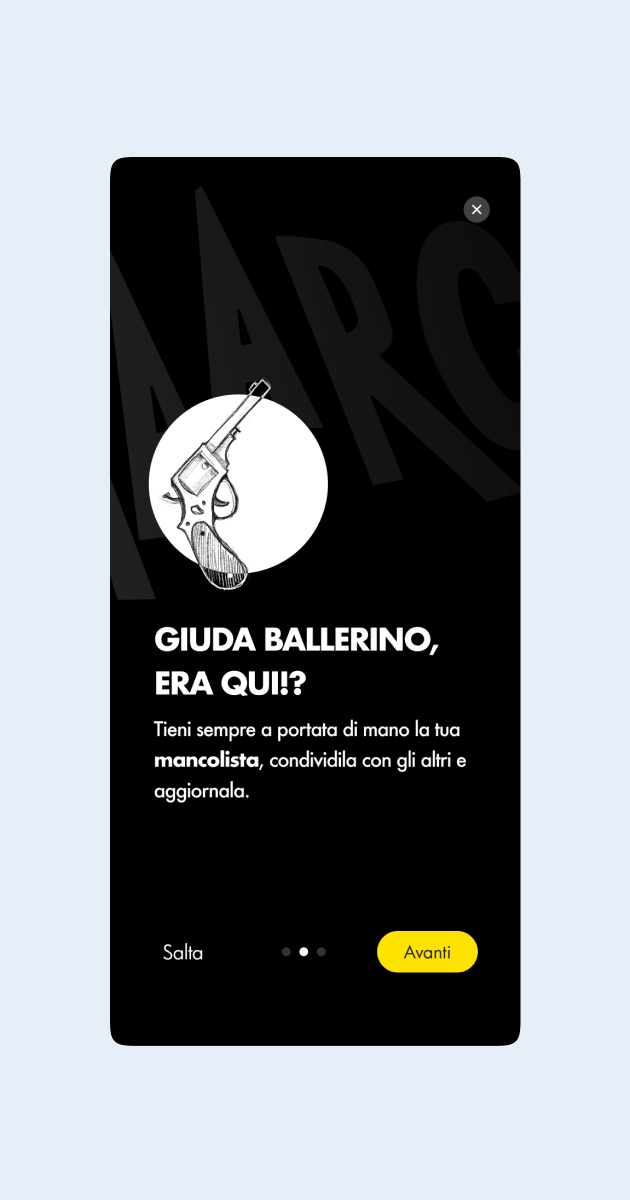 AARG
GIUDA BALLERINO,
ERA QUI!?
Tieni sempre a portata di mano la tua
mancolista, condividila con gli altri e
aggiornala.
Salta
Avanti